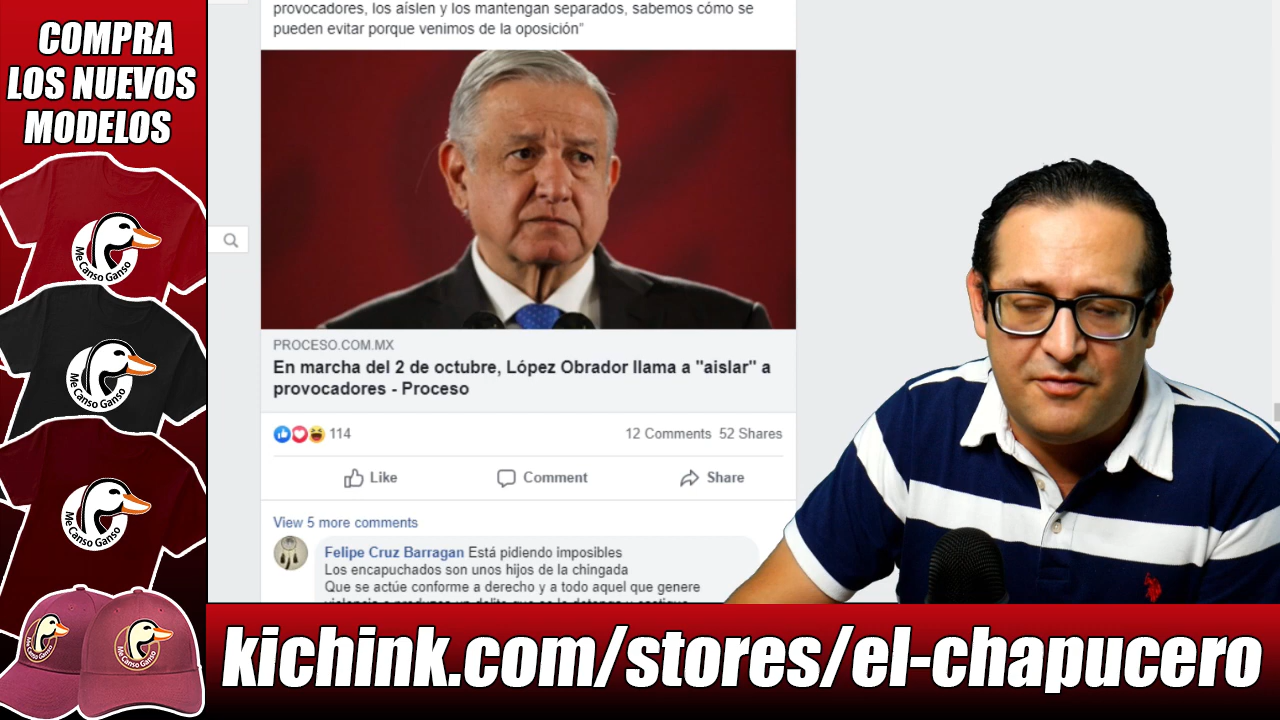 COMPRA
LOS NUEVOS
MODELOS
Me Canso Ganso
Me Canso Ganso
Me Canso Ganso
Me Canso Ganso
Me Canso Ganso
provocadores, los aíslen y los mantengan separados, sabemos cómo se
pueden evitar porque venimos de la oposición"
PROCESO.COM.MX
En marcha del 2 de octubre, López Obrador llama a "aislar" a
provocadores - Proceso
114
12 Comments 52 Shares
Like Comment Share
View 5 more comments
Felipe Cruz Barragan Está pidiendo imposibles
Los encapuchados son unos hijos de la chingada
Que se actúe conforme a derecho y a todo aquel que genere
kichink.com/stores/el-chapucero